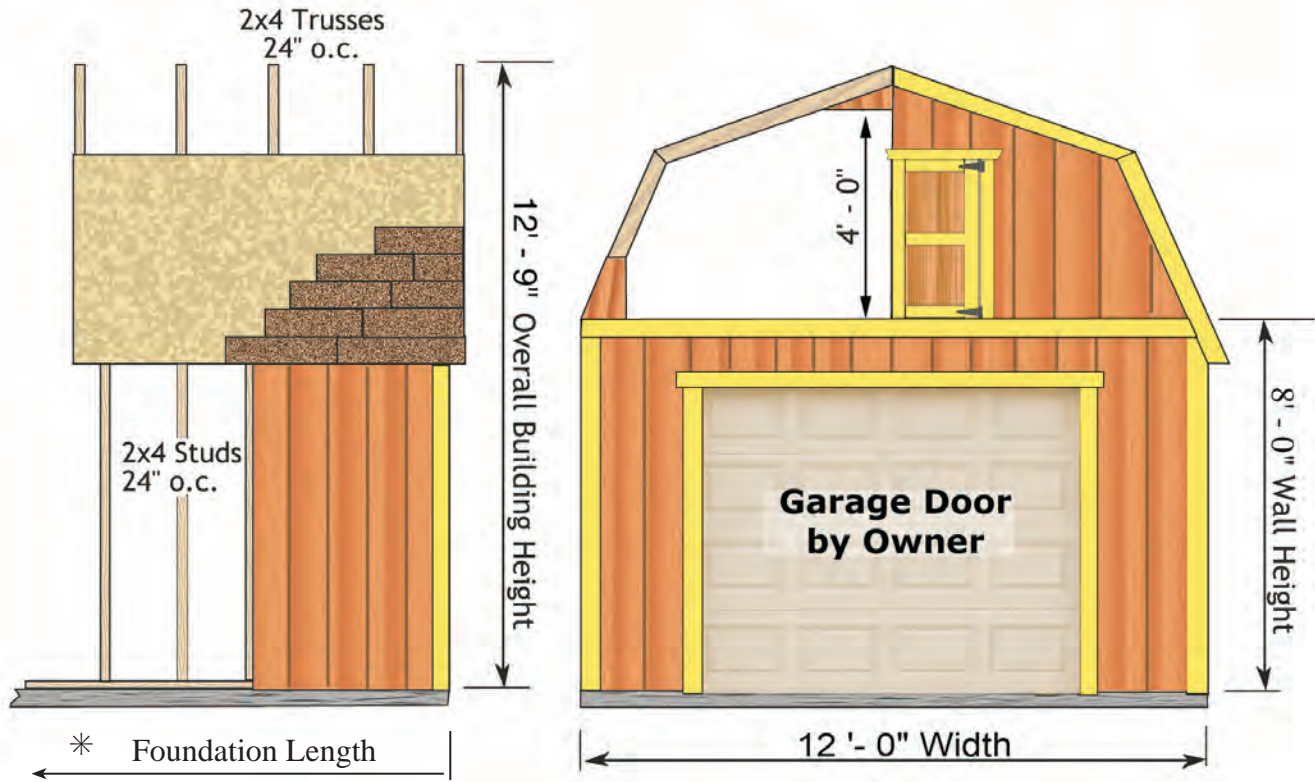 2x4 Trusses
24" o.c.
12' - 9" Overall Building Height
2x4 Studs
24" o.c.
* Foundation Length
4' - 0"
8' - 0" Wall Height
Garage Door
by Owner
12 '- 0" Width